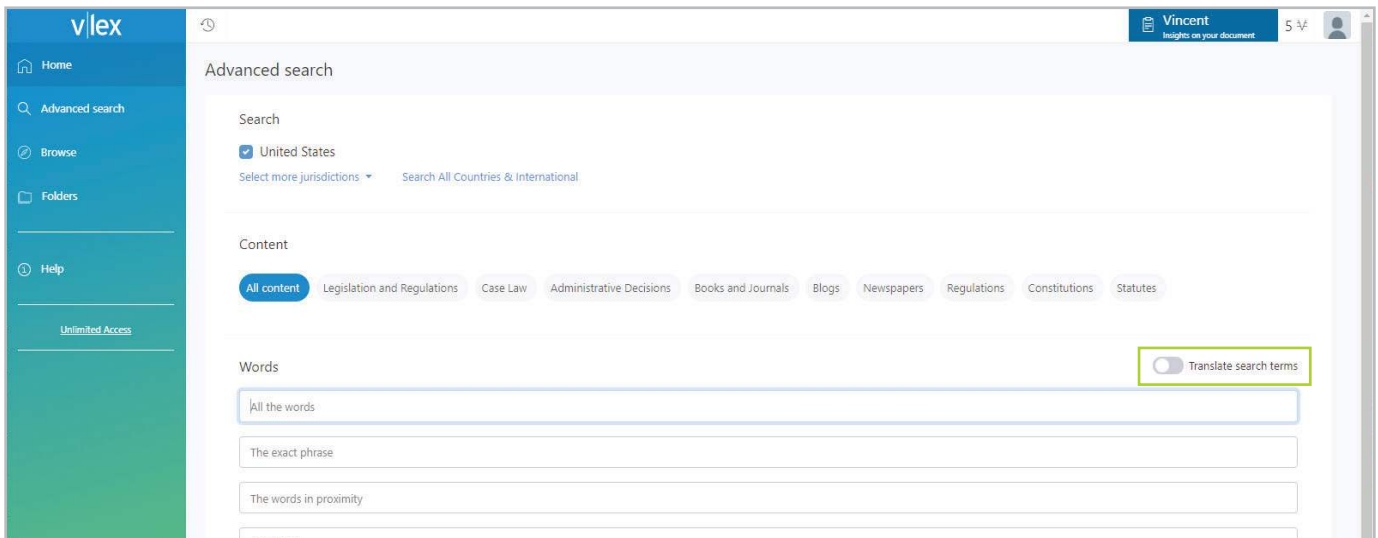 v|lex
Vincent
Insights on your document
5
Home
Advanced search
Browse
Folders
Help
Unlimited Access
Advanced search
Search
United States
Select more jurisdictions Search All Countries & International
Content
All content Legislation and Regulations Case Law Administrative Decisions Books and Journals Blogs Newspapers Regulations Constitutions Statutes
Words Translate search terms
All the words
The exact phrase
The words in proximity